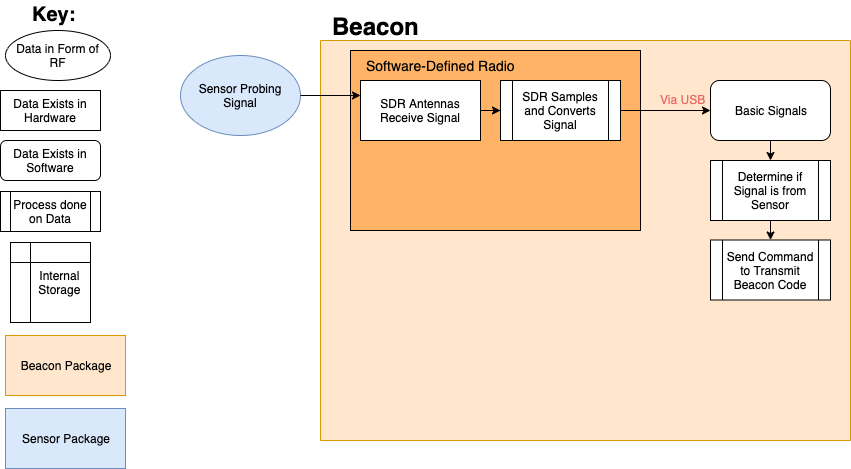 Key:
Data in Form of
RF
Data Exists in
Hardware
Data Exists in
Software
Process done
on Data
Internal
Storage
Beacon Package
Sensor Package
Beacon
Sensor Probing
Signal
Software-Defined Radio
SDR Antennas
Receive Signal
SDR Samples
and Converts
Signal
Via USB
Basic Signals
Determine if
Signal is from
Sensor
Send Command
to Transmit
Beacon Code